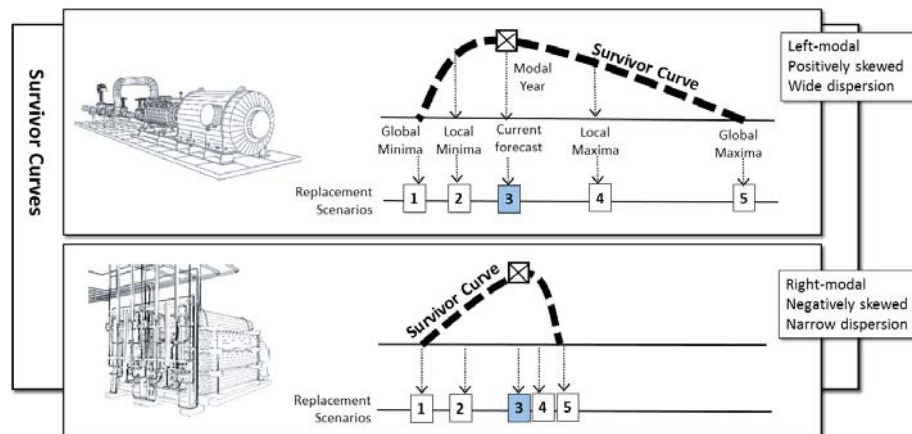 Survivor Curves
Survivor Curve
Modal
Year
Global
Minima
Local
Minima
Current
forecast
Local
Maxima
Global
Maxima
Replacement
Scenarios
1
2
3
4
5
Left-modal
Positively skewed
Wide dispersion
Survivor Curve
Replacement
Scenarios
1
2
3
4
5
Right-modal
Negatively skewed
Narrow dispersion